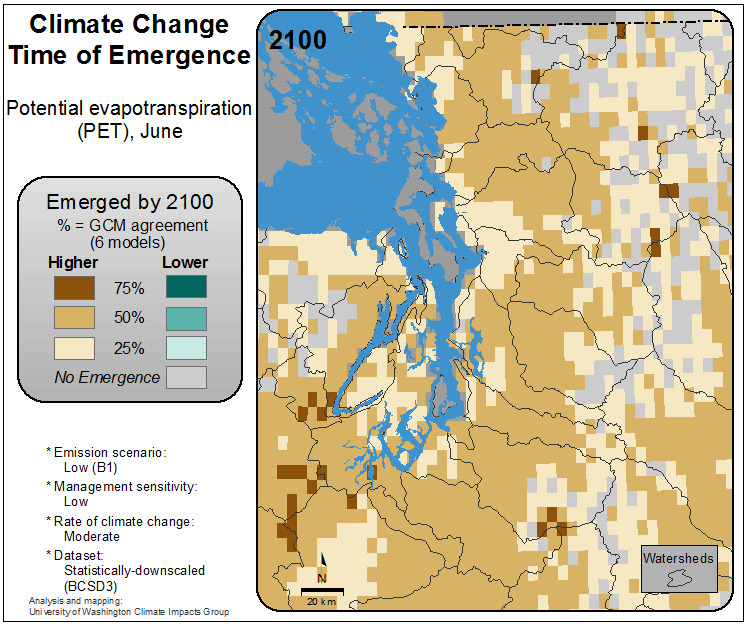 Climate Change
Time of Emergence
Potential evapotranspiration
(PET), June
Emerged by 2100
% = GCM agreement
(6 models)
Higher Lower
75%
50%
25%
No Emergence
* Emission scenario:
Low (B1)
* Management sensitivity:
Low
* Rate of climate change:
Moderate
* Dataset:
Statistically-downscaled
(BCSD3)
Analysis and mapping:
University of Washington Climate Impacts Group
2100
N
20 km
Watersheds